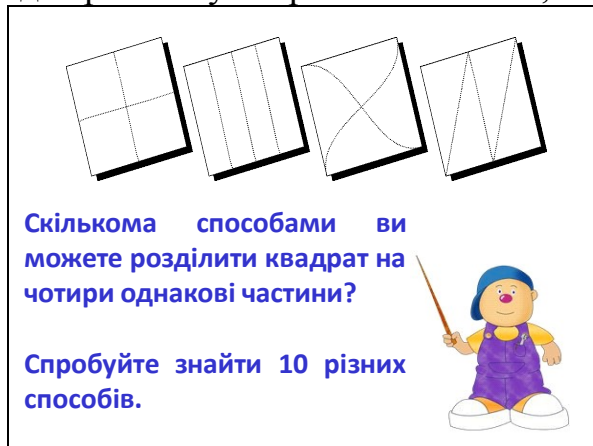 Скількома способами ви
можете розділити квадрат на
чотири однакові частини?
Спробуйте знайти 10 різних
способів.